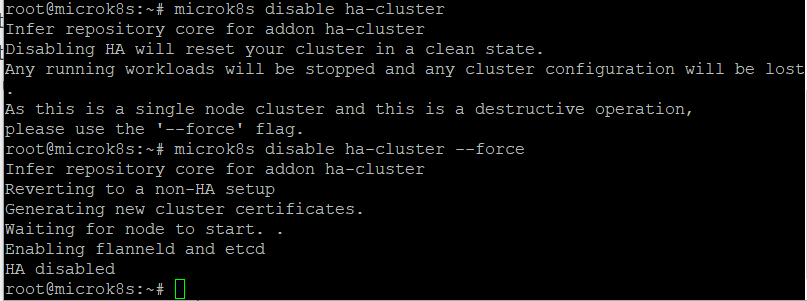 root@microk8s:~# microk8s disable ha-cluster
Infer repository core for addon ha-cluster
Disabling HA will reset your cluster in a clean state.
Any running workloads will be stopped and any cluster configuration will be lost
.
As this is a single node cluster and this is a destructive operation,
please use the '--force' flag.
root@microk8s:~# microk8s disable ha-cluster --force
Infer repository core for addon ha-cluster
Reverting to a non-HA setup
Generating new cluster certificates.
Waiting for node to start. .
Enabling flanneld and etcd
HA disabled
root@microk8s:~#